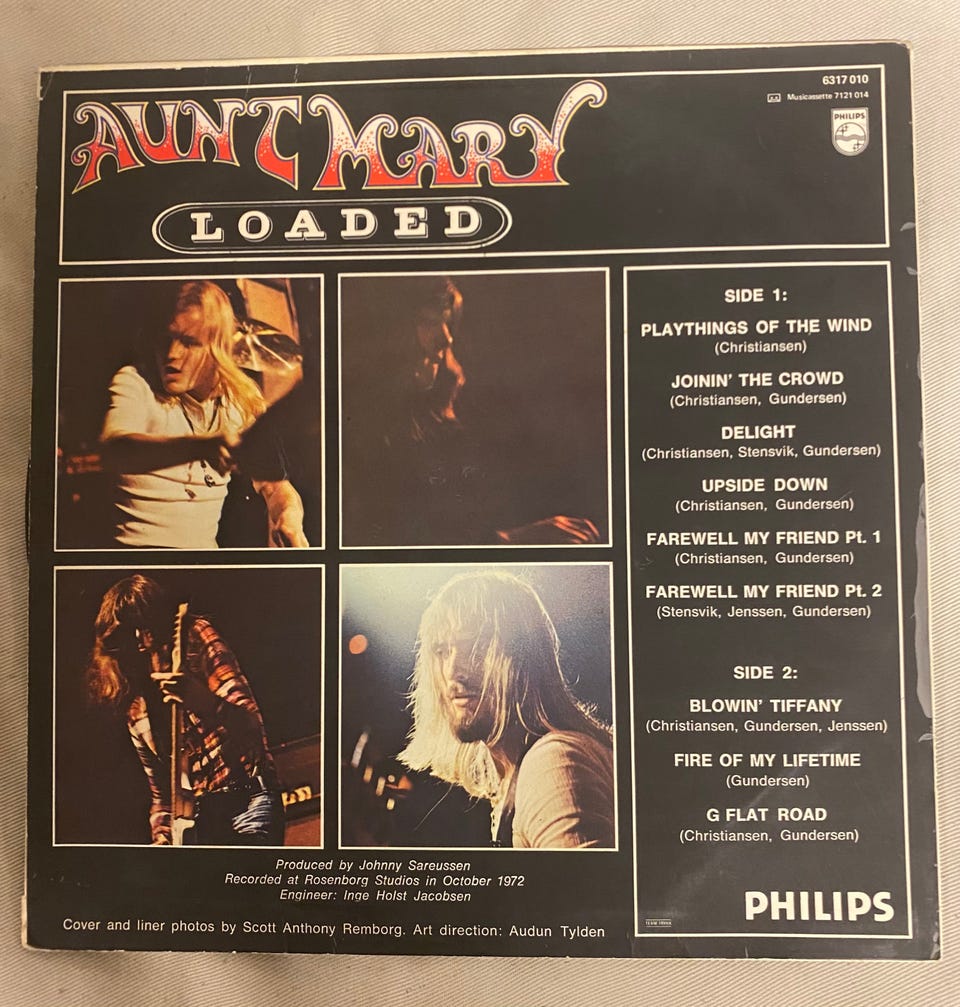 6317 010
Musicassette 7121 014
PHILIPS
AUNT MARY
LOADED
SIDE 1:
PLAYTHINGS OF THE WIND
(Christiansen)
JOININ' THE CROWD
(Christiansen, Gundersen)
DELIGHT
(Christiansen, Stensvik, Gundersen)
UPSIDE DOWN
(Christiansen, Gundersen)
FAREWELL MY FRIEND Pt. 1
(Christiansen, Gundersen)
FAREWELL MY FRIEND Pt. 2
(Stensvik, Jenssen, Gundersen)
SIDE 2:
BLOWIN' TIFFANY
(Christiansen, Gundersen, Jenssen)
FIRE OF MY LIFETIME
(Gundersen)
G FLAT ROAD
(Christiansen, Gundersen)
Produced by Johnny Sareussen
Recorded at Rosenborg Studios in October 1972
Engineer: Inge Holst Jacobsen
Cover and liner photos by Scott Anthony Remborg. Art direction: Audun Tylden
PHILIPS